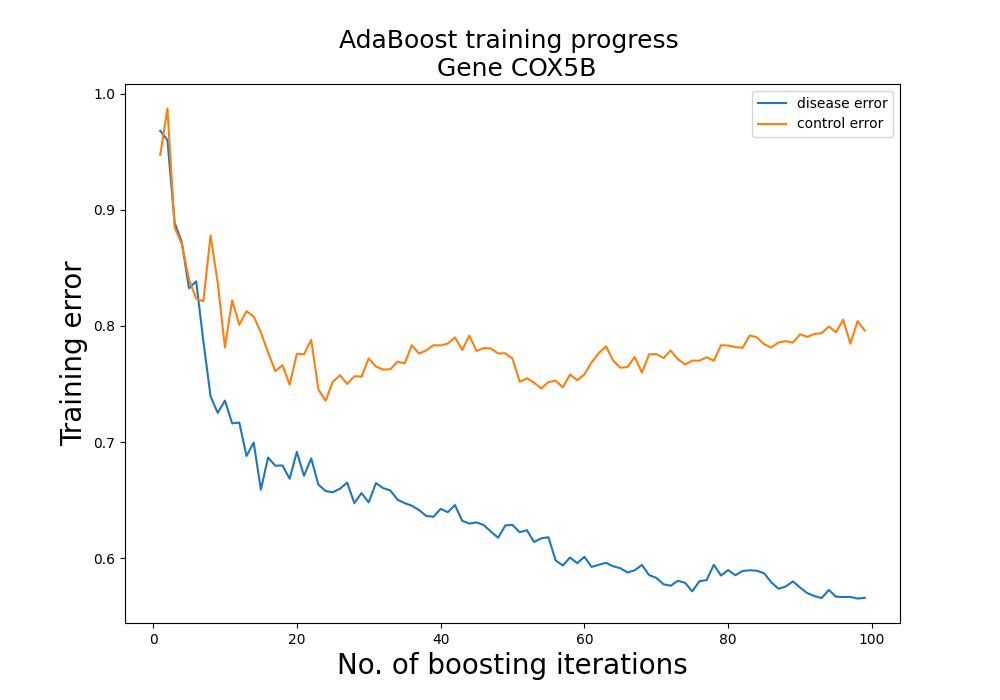 AdaBoost training progress
Gene COX5B
disease error
control error
1.0
0.9
0.8
0.7
0.6
Training error
0 20 40 60 80 100
No. of boosting iterations